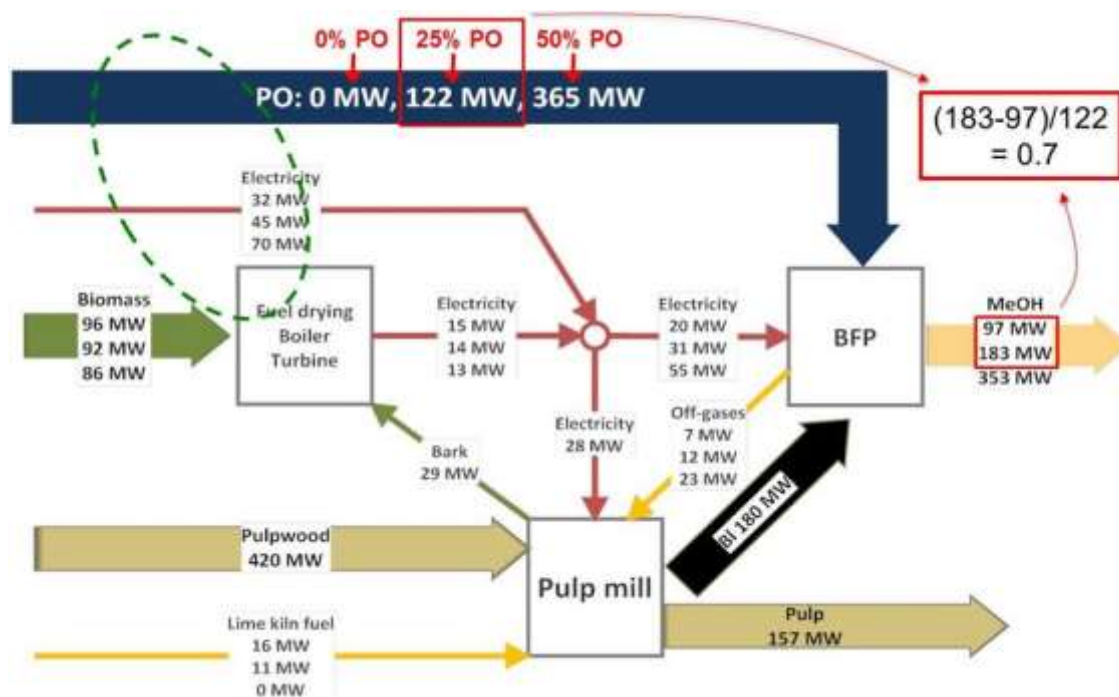 0% PO
25% PO
50% PO
PO: 0 MW, 122 MW, 365 MW
(183-97)/122
= 0.7
Electricity
32 MW
45 MW
70 MW
Biomass
96 MW
92 MW
86 MW
Fuel drying
Boiler
Turbine
Electricity
15 MW
14 MW
13 MW
Electricity
20 MW
31 MW
55 MW
BFP
MeOH
97 MW
183 MW
353 MW
Bark
29 MW
Electricity
28 MW
Off-gases
7 MW
12 MW
23 MW
Bl 180 MW
Pulpwood
420 MW
Pulp mill
Pulp
157 MW
Lime kiln fuel
16 MW
11 MW
0 MW